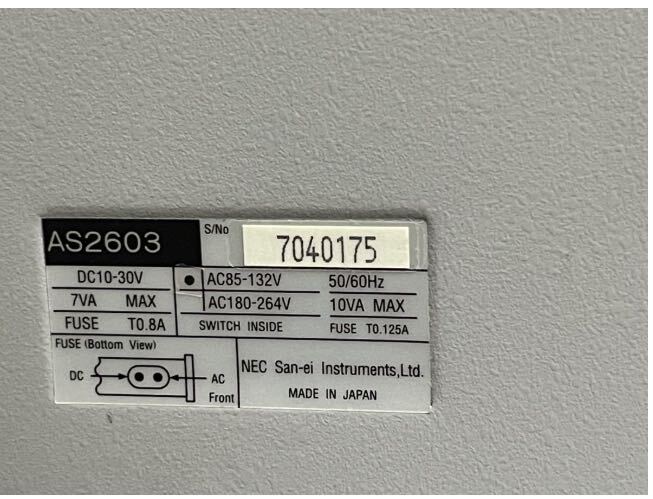 AS2603
S/No 7040175
DC10-30V
7VA MAX
FUSE T0.8A
AC85-132V 50/60Hz
AC180-264V 10VA MAX
SWITCH INSIDE FUSE T0.125A
FUSE (Bottom View)
DC AC
Front
NEC San-ei Instruments,Ltd.
MADE IN JAPAN